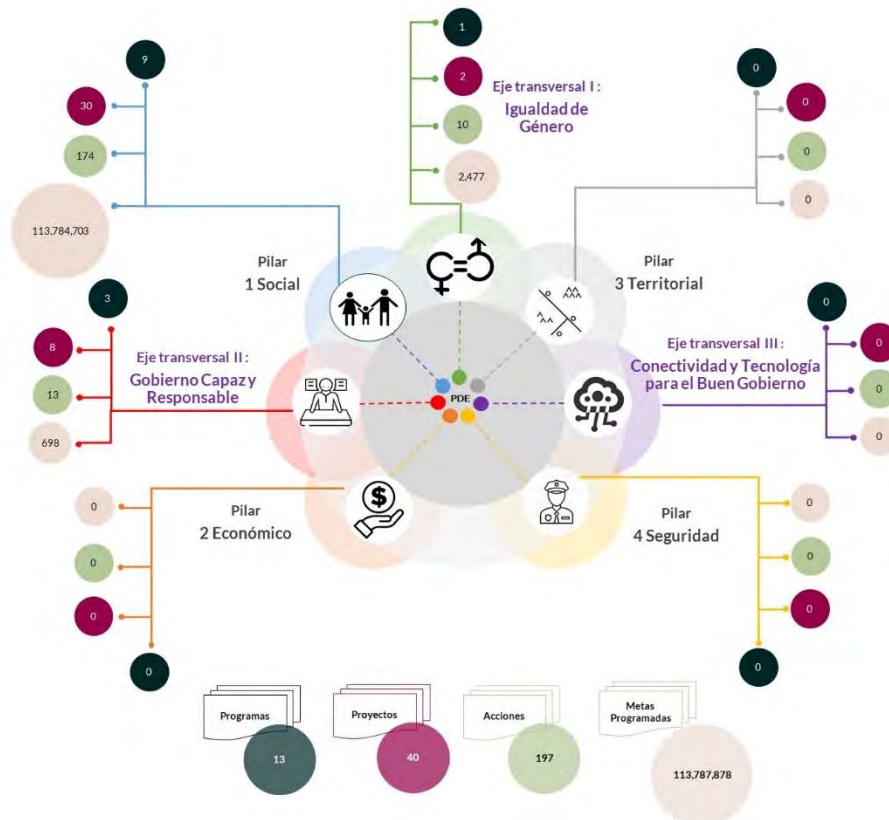 1
2
10
2.477
Eje transversal I :
Igualdad de
Género
9
30
174
113,784,703
Pilar
1 Social
0
0
0
0
Pilar
3 Territorial
3
8
13
698
Eje transversal II :
Gobierno Capaz y
Responsable
PDE
Eje transversal III :
Conectividad y Tecnología
para el Buen Gobierno
0
0
0
0
0
0
0
0
Pilar
2 Económico
$
Pilar
4 Seguridad
0
0
0
0
Programas
13
Proyectos
40
Acciones
197
Metas
Programadas
113,787,878